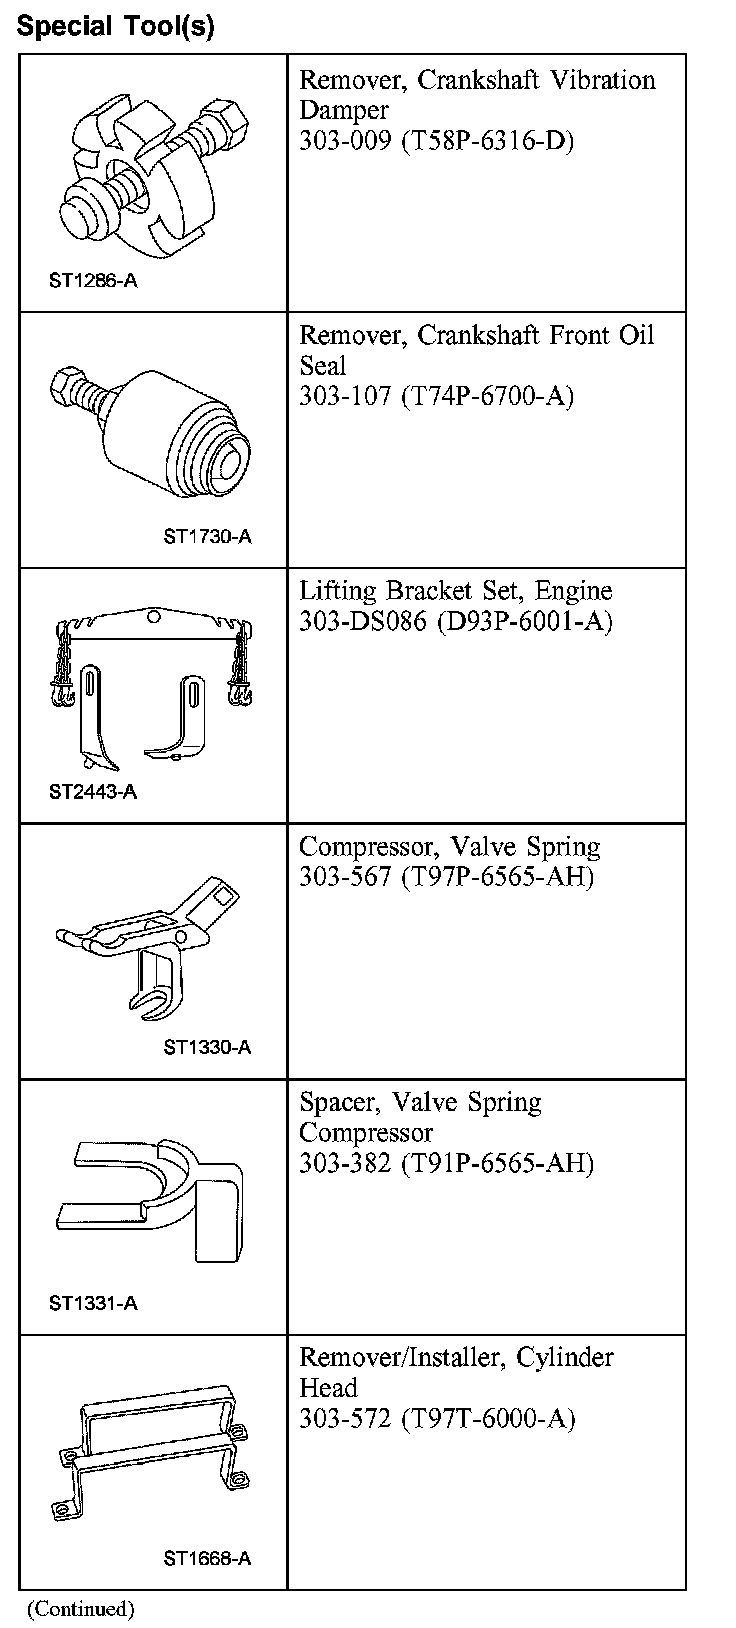 Special Tool(s)
Remover, Crankshaft Vibration
Damper
303-009 (T58P-6316-D)
ST1286-A
Remover, Crankshaft Front Oil
Seal
303-107 (T74P-6700-A)
ST1730-A
Lifting Bracket Set, Engine
303-DS086 (D93P-6001-A)
ST2443-A
Compressor, Valve Spring
303-567 (T97P-6565-AH)
ST1330-A
Spacer, Valve Spring
Compressor
303-382 (T91P-6565-AH)
ST1331-A
Remover/Installer, Cylinder
Head
303-572 (T97T-6000-A)
ST1668-A
(Continued)